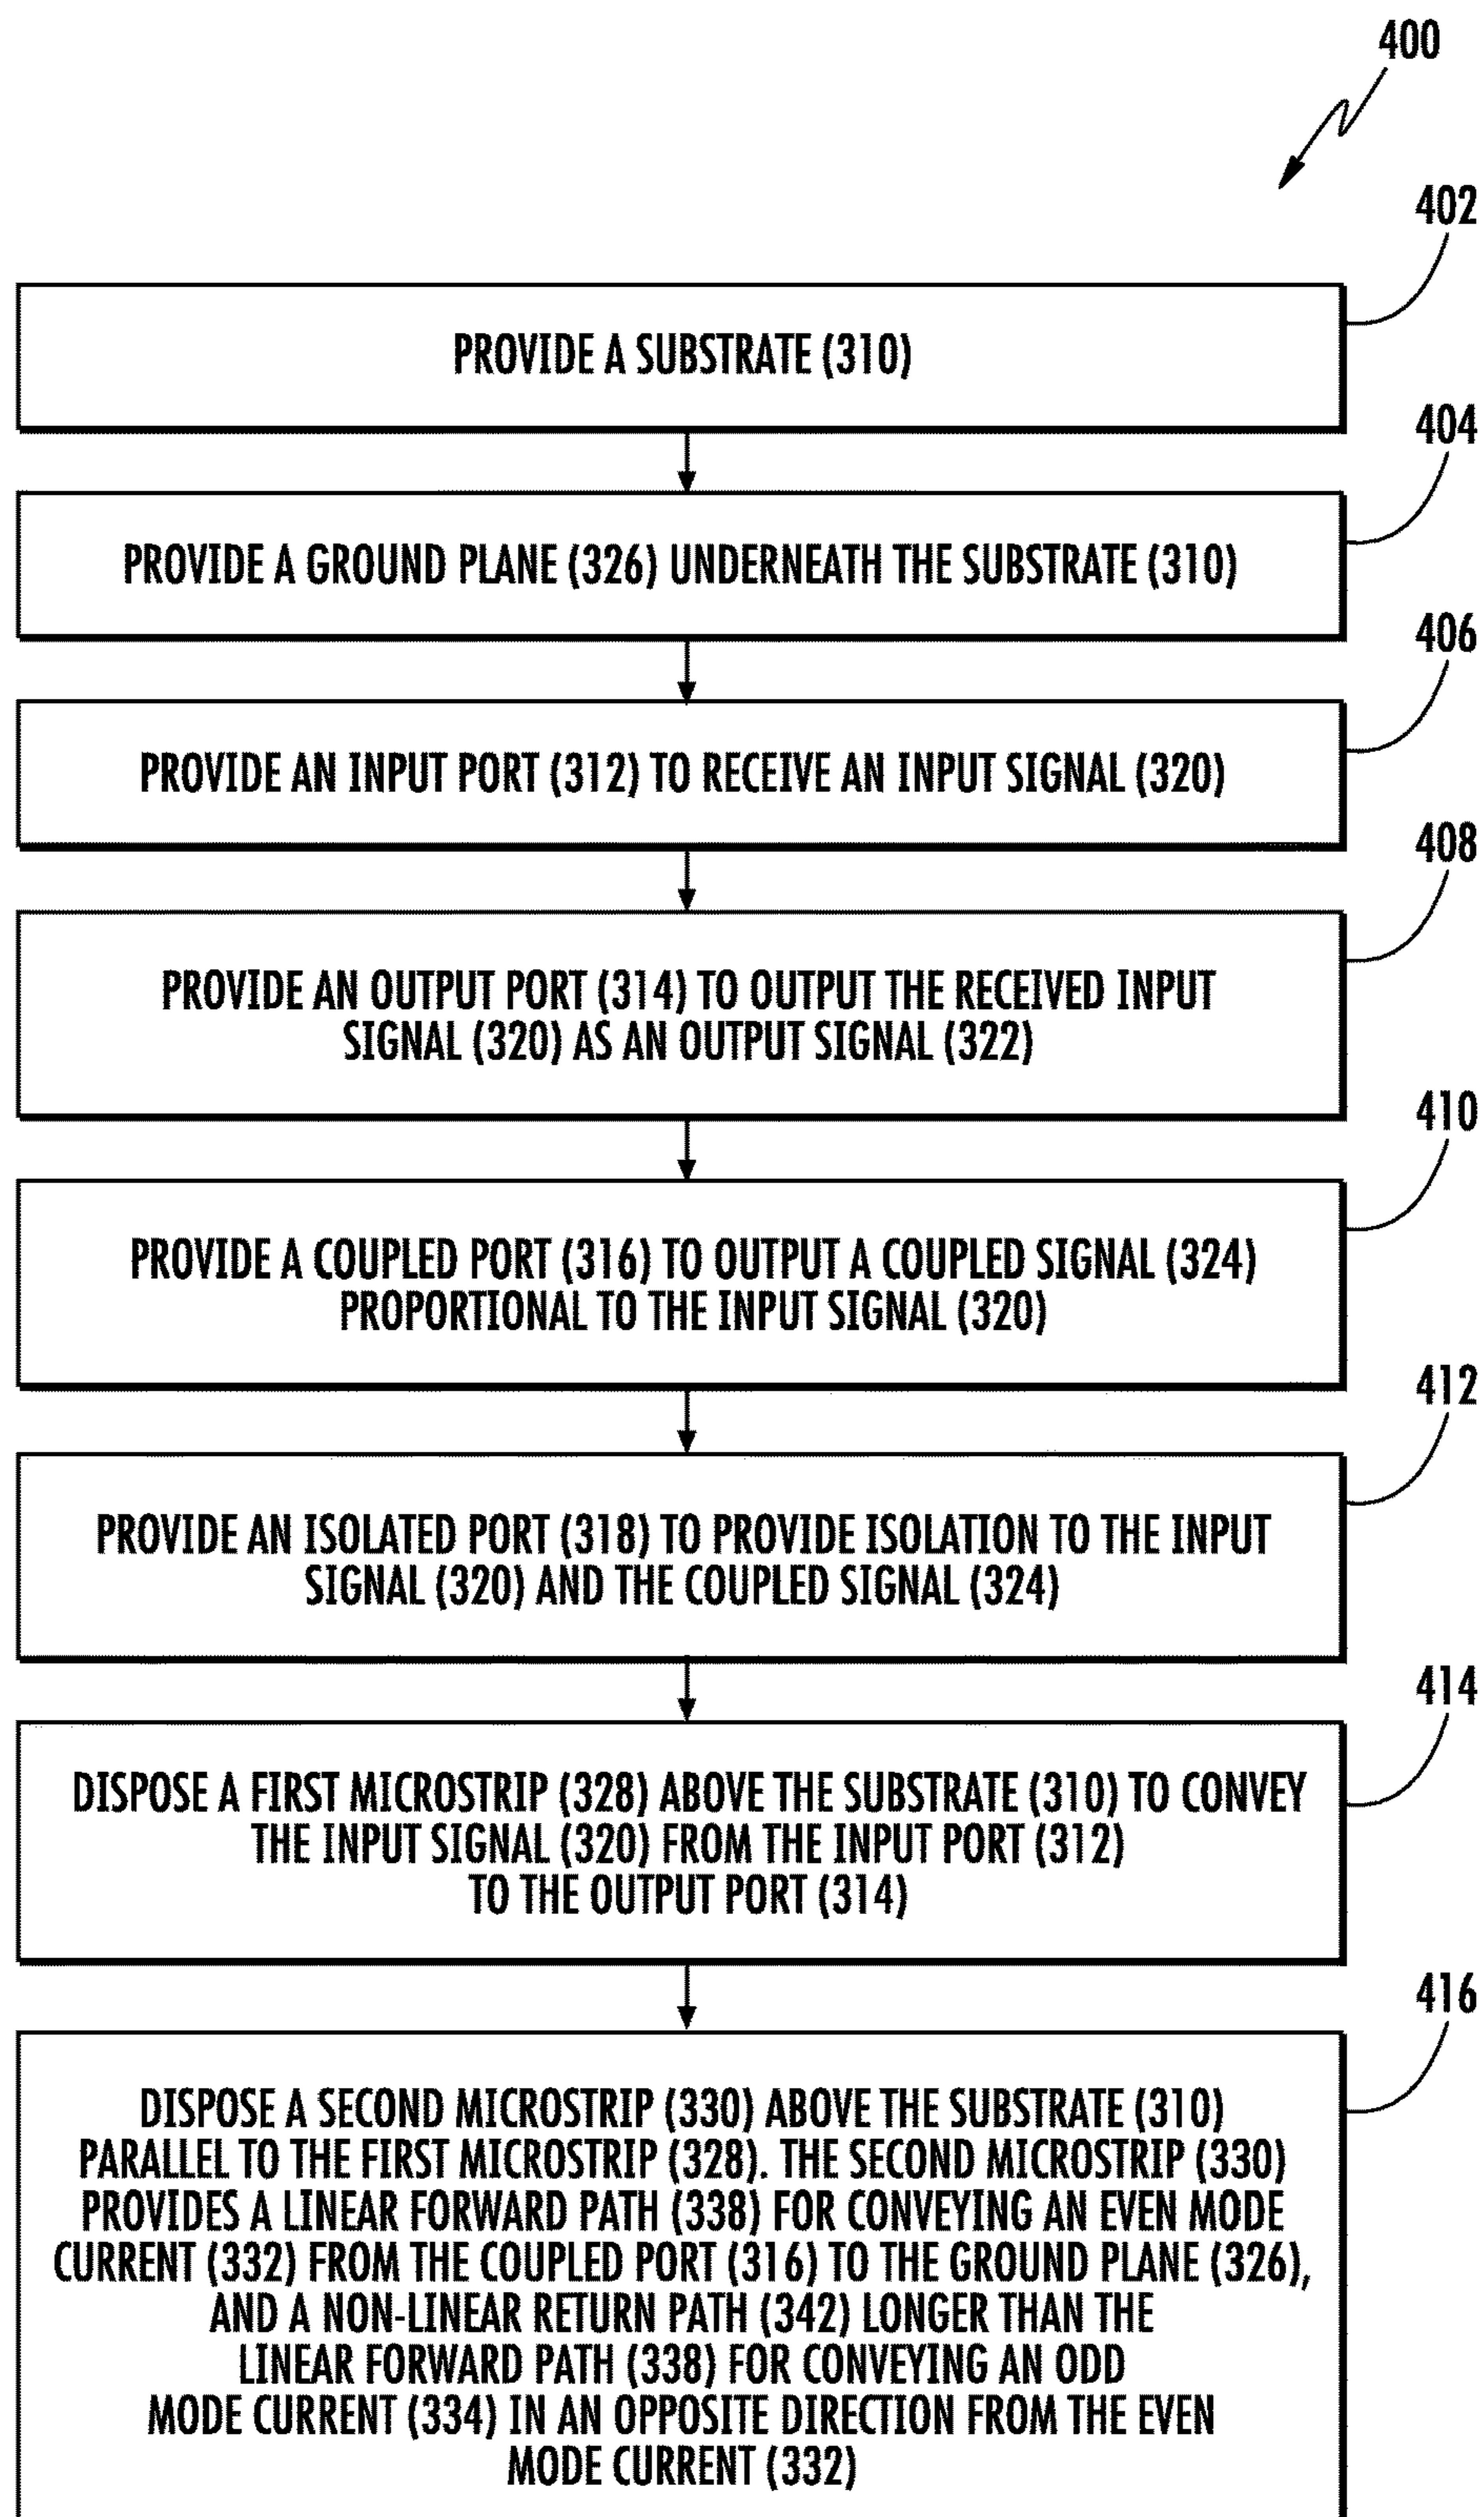 400
402
PROVIDE A SUBSTRATE (310)
404
PROVIDE A GROUND PLANE (326) UNDERNEATH THE SUBSTRATE (310)
406
PROVIDE AN INPUT PORT (312) TO RECEIVE AN INPUT SIGNAL (320)
408
PROVIDE AN OUTPUT PORT (314) TO OUTPUT THE RECEIVED INPUT
SIGNAL (320) AS AN OUTPUT SIGNAL (322)
410
PROVIDE A COUPLED PORT (316) TO OUTPUT A COUPLED SIGNAL (324)
PROPORTIONAL TO THE INPUT SIGNAL (320)
412
PROVIDE AN ISOLATED PORT (318) TO PROVIDE ISOLATION TO THE INPUT
SIGNAL (320) AND THE COUPLED SIGNAL (324)
414
DISPOSE A FIRST MICROSTRIP (328) ABOVE THE SUBSTRATE (310) TO CONVEY
THE INPUT SIGNAL (320) FROM THE INPUT PORT (312)
TO THE OUTPUT PORT (314)
416
DISPOSE A SECOND MICROSTRIP (330) ABOVE THE SUBSTRATE (310)
PARALLEL TO THE FIRST MICROSTRIP (328). THE SECOND MICROSTRIP (330)
PROVIDES A LINEAR FORWARD PATH (338) FOR CONVEYING AN EVEN MODE
CURRENT (332) FROM THE COUPLED PORT (316) TO THE GROUND PLANE (326),
AND A NON-LINEAR RETURN PATH (342) LONGER THAN THE
LINEAR FORWARD PATH (338) FOR CONVEYING AN ODD
MODE CURRENT (334) IN AN OPPOSITE DIRECTION FROM THE EVEN
MODE CURRENT (332)